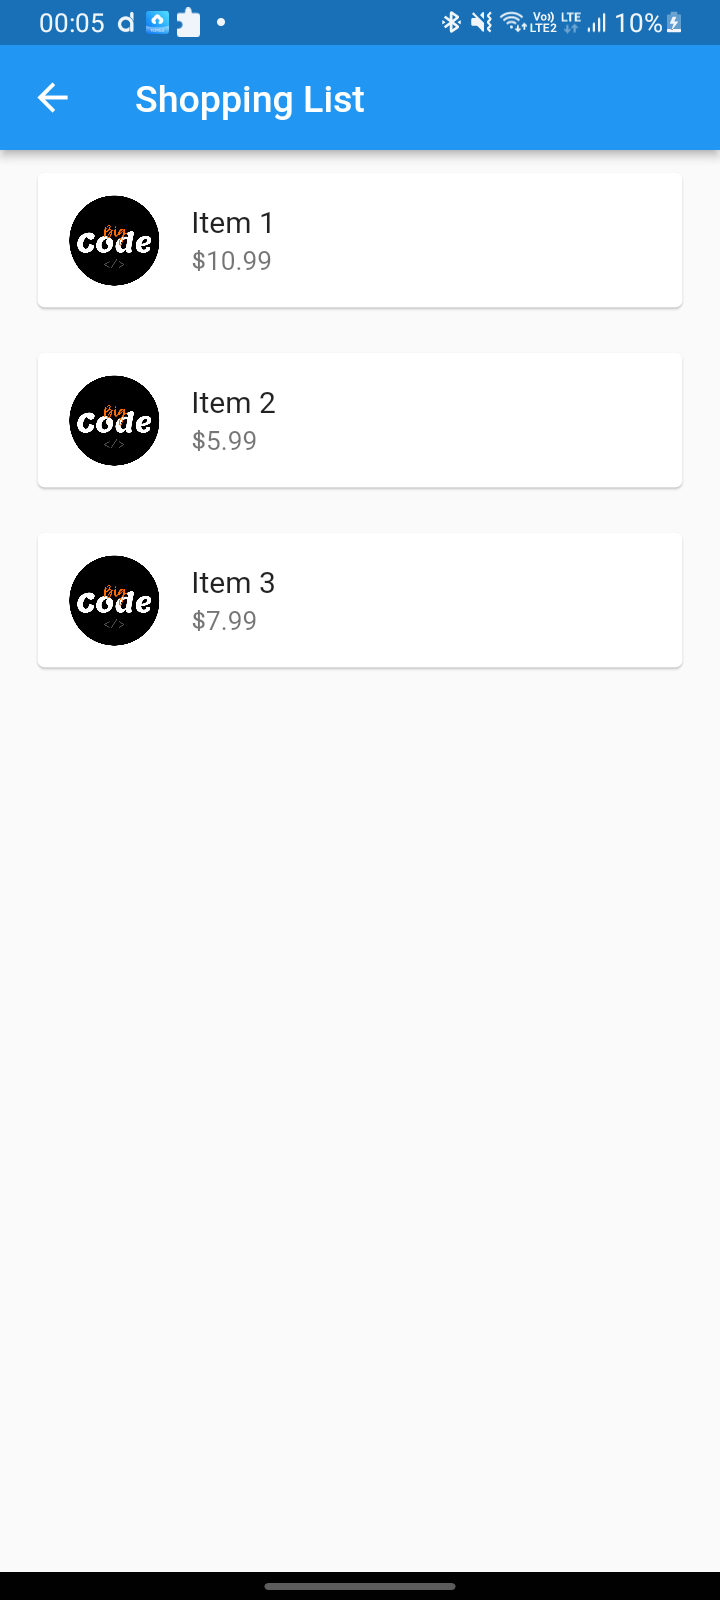 00:05
Vo)) LTE
LTE2
10%
Shopping List
Big
Code
</>
Item 1
$10.99
Big
Code
</>
Item 2
$5.99
Big
Code
</>
Item 3
$7.99